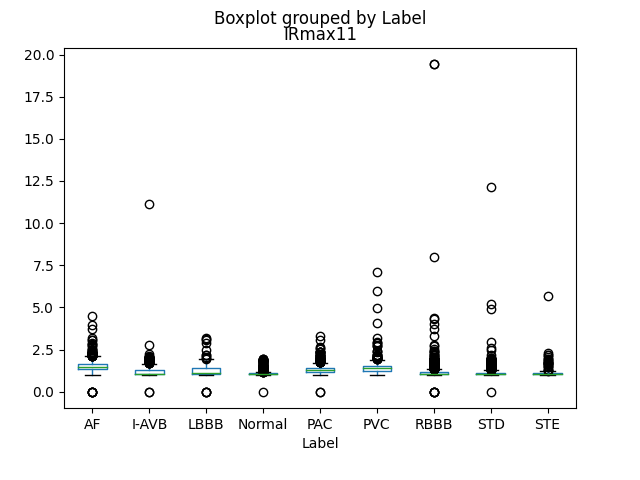 Boxplot grouped by Label
IRmax11
20.0
17.5
15.0
12.5
10.0
7.5
5.0
2.5
0.0
AF I-AVB LBBB Normal PAC PVC RBBB STD STE
Label